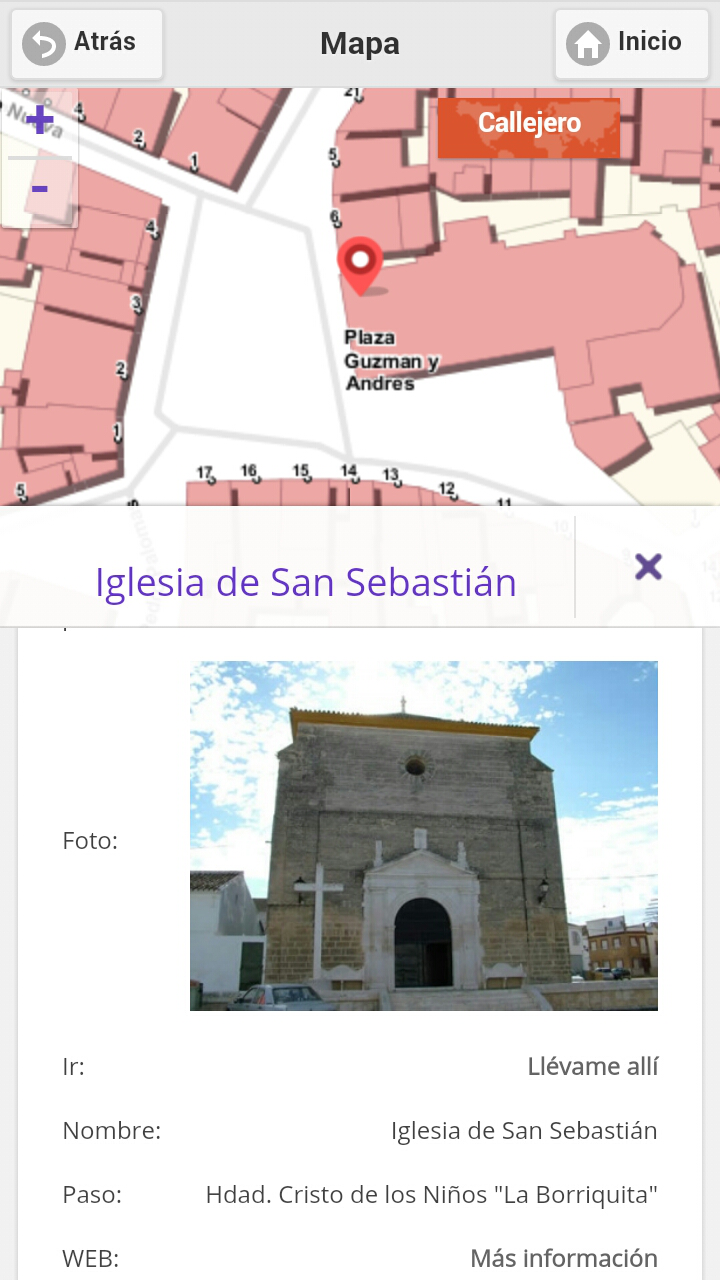 Atrás
Mapa
Inicio
Nueva
+
-
Callejero
4
2
1
21
5
6
4
3
2
1
5
Plaza
Guzman y
Andres
17
16
15
14
13
12
11
10
Iglesia de San Sebastián
Foto:
Ir:
Llévame allí
Nombre:
Iglesia de San Sebastián
Paso:
Hdad. Cristo de los Niños "La Borriquita"
WEB:
Más información